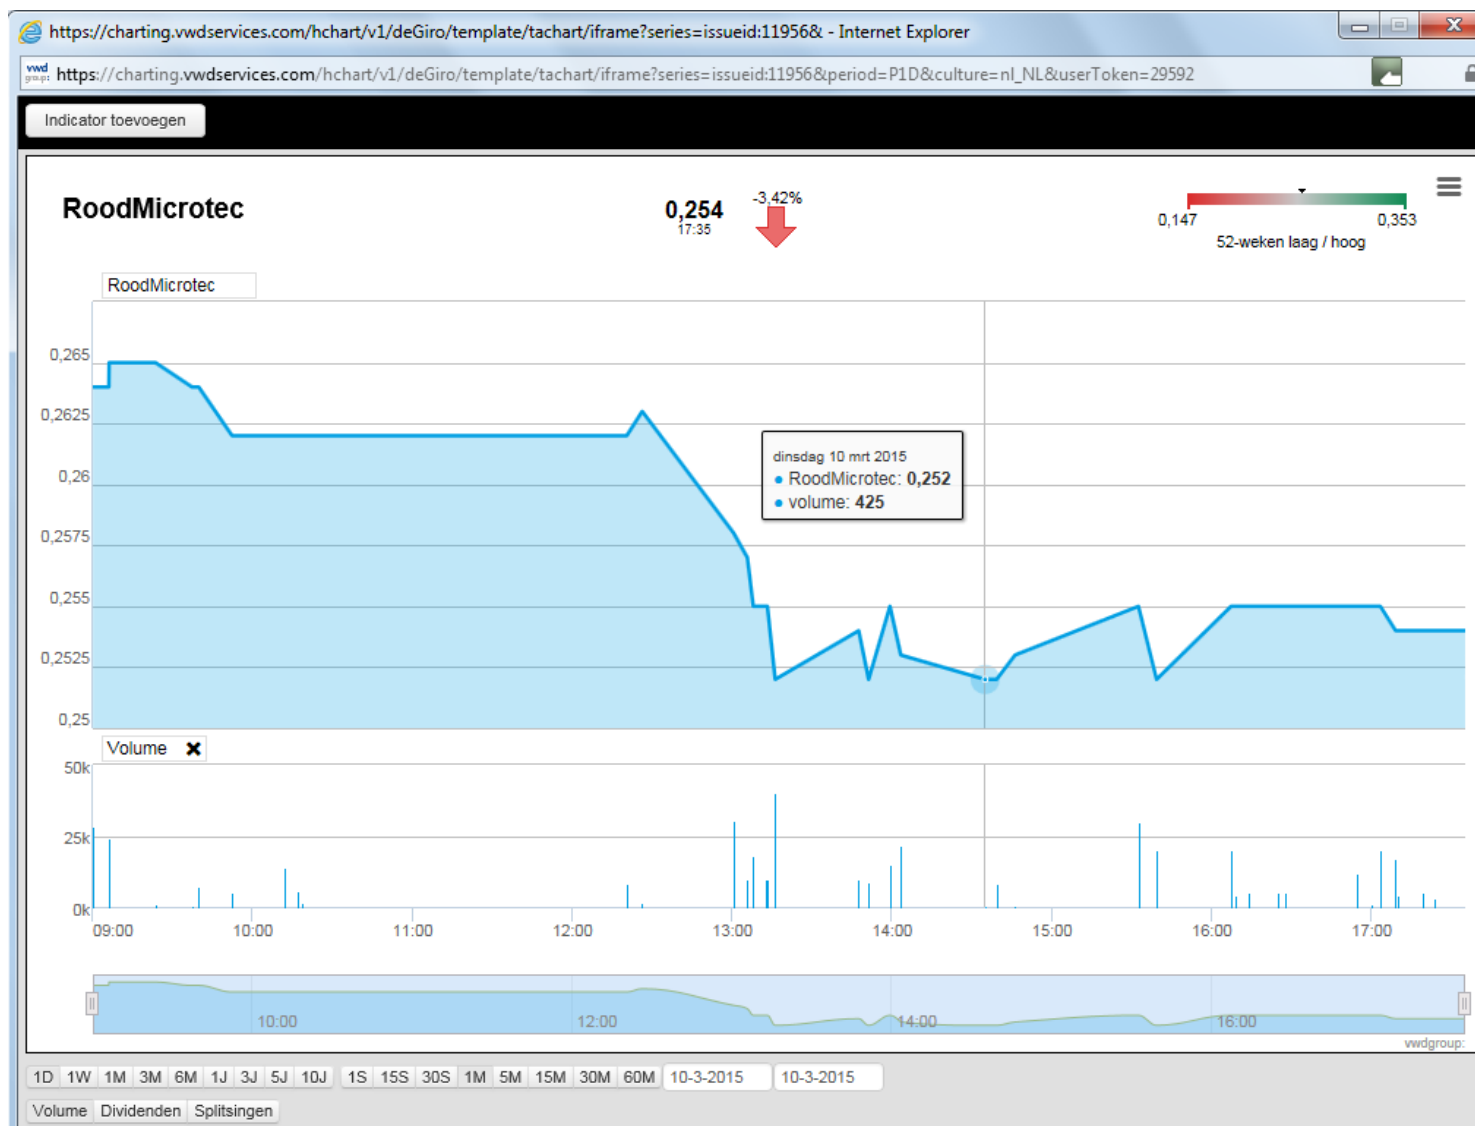 https://charting.vwdservices.com/hchart/v1/deGiro/template/tachart/iframe?series=issueid:11956& - Internet Explorer
vwd group: https://charting.vwdservices.com/hchart/v1/deGiro/template/tachart/iframe?series=issueid:11956&period=P1D&culture=nl_NL&userToken=29592
Indicator toevoegen
RoodMicrotec
0,254
17:35
-3,42%
0,147 0,353
52-weken laag / hoog
RoodMicrotec
0,265
0,2625
0,26
0,2575
0,255
0,2525
0,25
dinsdag 10 mrt 2015
• RoodMicrotec: 0,252
• volume: 425
Volume ✖
50k
25k
0k
09:00 10:00 11:00 12:00 13:00 14:00 15:00 16:00 17:00
10:00 12:00 14:00 16:00
vwdgroup:
1D 1W 1M 3M 6M 1J 3J 5J 10J 1S 15S 30S 1M 5M 15M 30M 60M 10-3-2015 10-3-2015
Volume Dividenden Splitsingen